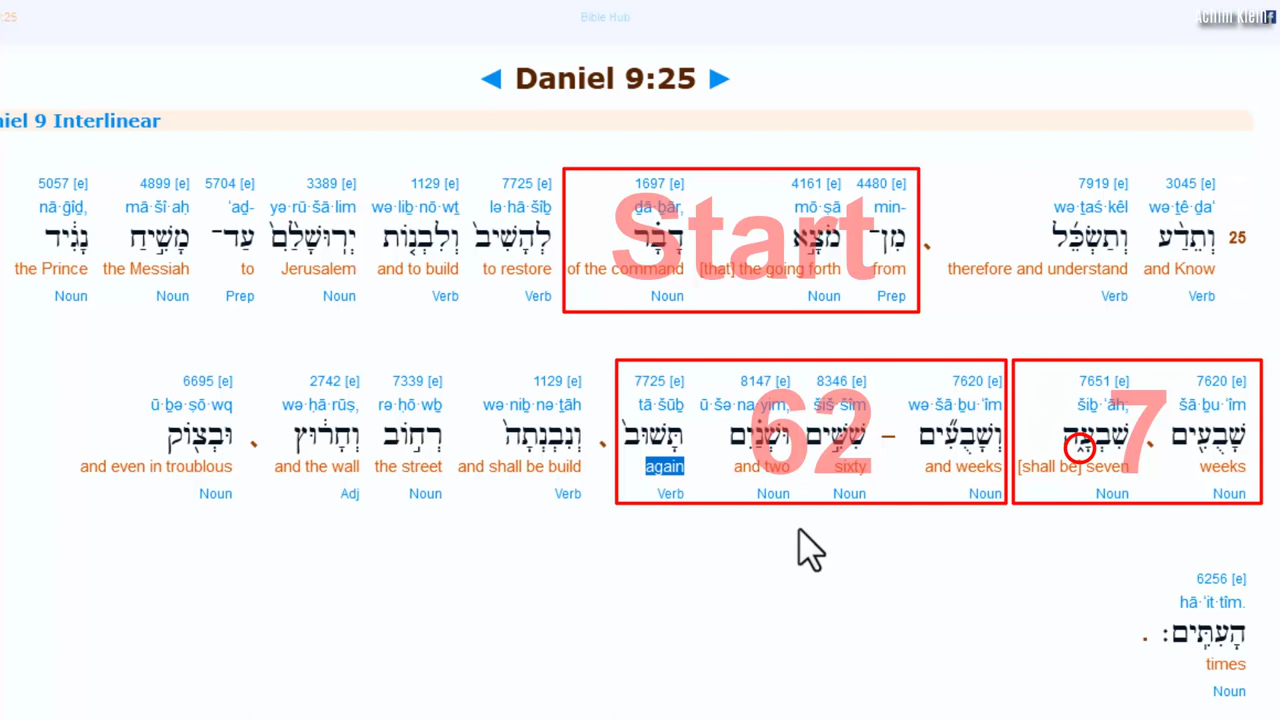 :25
Bible Hub
Achim Klein
◄ Daniel 9:25 ►
niel 9 Interlinear
5057 [e] 4899 [e] 5704 [e] 3389 [e] 1129 [e] 7725 [e] 1697 [e] 4161 [e] 4480 [e] 7919 [e] 3045 [e]
nā·ḡîḏ, mā·šî·aḥ ‘aḏ- yə·rū·šā·lim wə·liḇ·nō·wṯ lə·hā·šîḇ ḏā·ḇār, mō·ṣā min- wə·ṯaś·kêl wə·ṯê·ḏa‘
25 וְתֵדַ֨ע וְתַשְׂכֵּ֜ל 、 מִן־ מֹצָ֣א דָבָ֗ר לְהָשִׁיב֙ וְלִבְנ֤וֹת יְרֽוּשָׁלִַ֙ם֙ עַד־ מָשִׁ֣יחַ נָגִ֔יד
Start
the Prince the Messiah to Jerusalem and to build to restore of the command [that] the going forth from therefore and understand and Know
Noun Noun Prep Noun Verb Verb Noun Noun Prep Verb Verb
6695 [e] 2742 [e] 7339 [e] 1129 [e] 7725 [e] 8147 [e] 8346 [e] 7620 [e] 7651 [e] 7620 [e]
ū·ḇə·ṣō·wq wə·ḥā·rūṣ, rə·ḥō·wḇ wə·niḇ·nə·ṯāh tā·šūḇ ū·šə·na·yim, šiš·šîm wə·šā·ḇu·‘îm šiḇ·‘āh; šā·ḇu·‘îm
שָׁבֻעִ֖ים 、 שִׁבְעָ֑ה וְשָׁבֻעִ֞ים – שִׁשִּׁ֣ים וּשְׁנַ֗יִם תָּשׁוּב֙ 、 וְנִבְנְתָה֙ רְח֣וֹב וְחָר֔וּץ 、 וּבְצ֖וֹק
62 7
and even in troublous and the wall the street and shall be build again and two sixty and weeks [shall be] seven weeks
Noun Adj Noun Verb Verb Noun Noun Noun Noun Noun
6256 [e]
hā·‘it·tîm.
הָעִתִּֽים׃ .
times
Noun